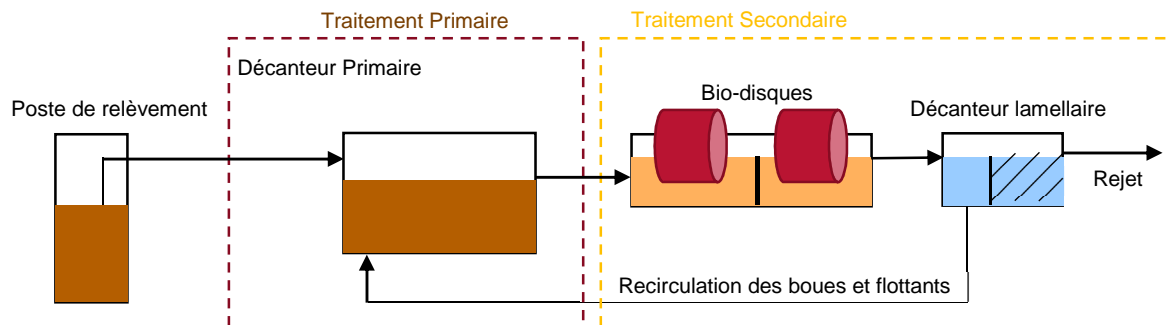 Traitement Primaire
Traitement Secondaire
Décanteur Primaire
Poste de relèvement
Bio-disques
Décanteur lamellaire
Rejet
Recirculation des boues et flottants